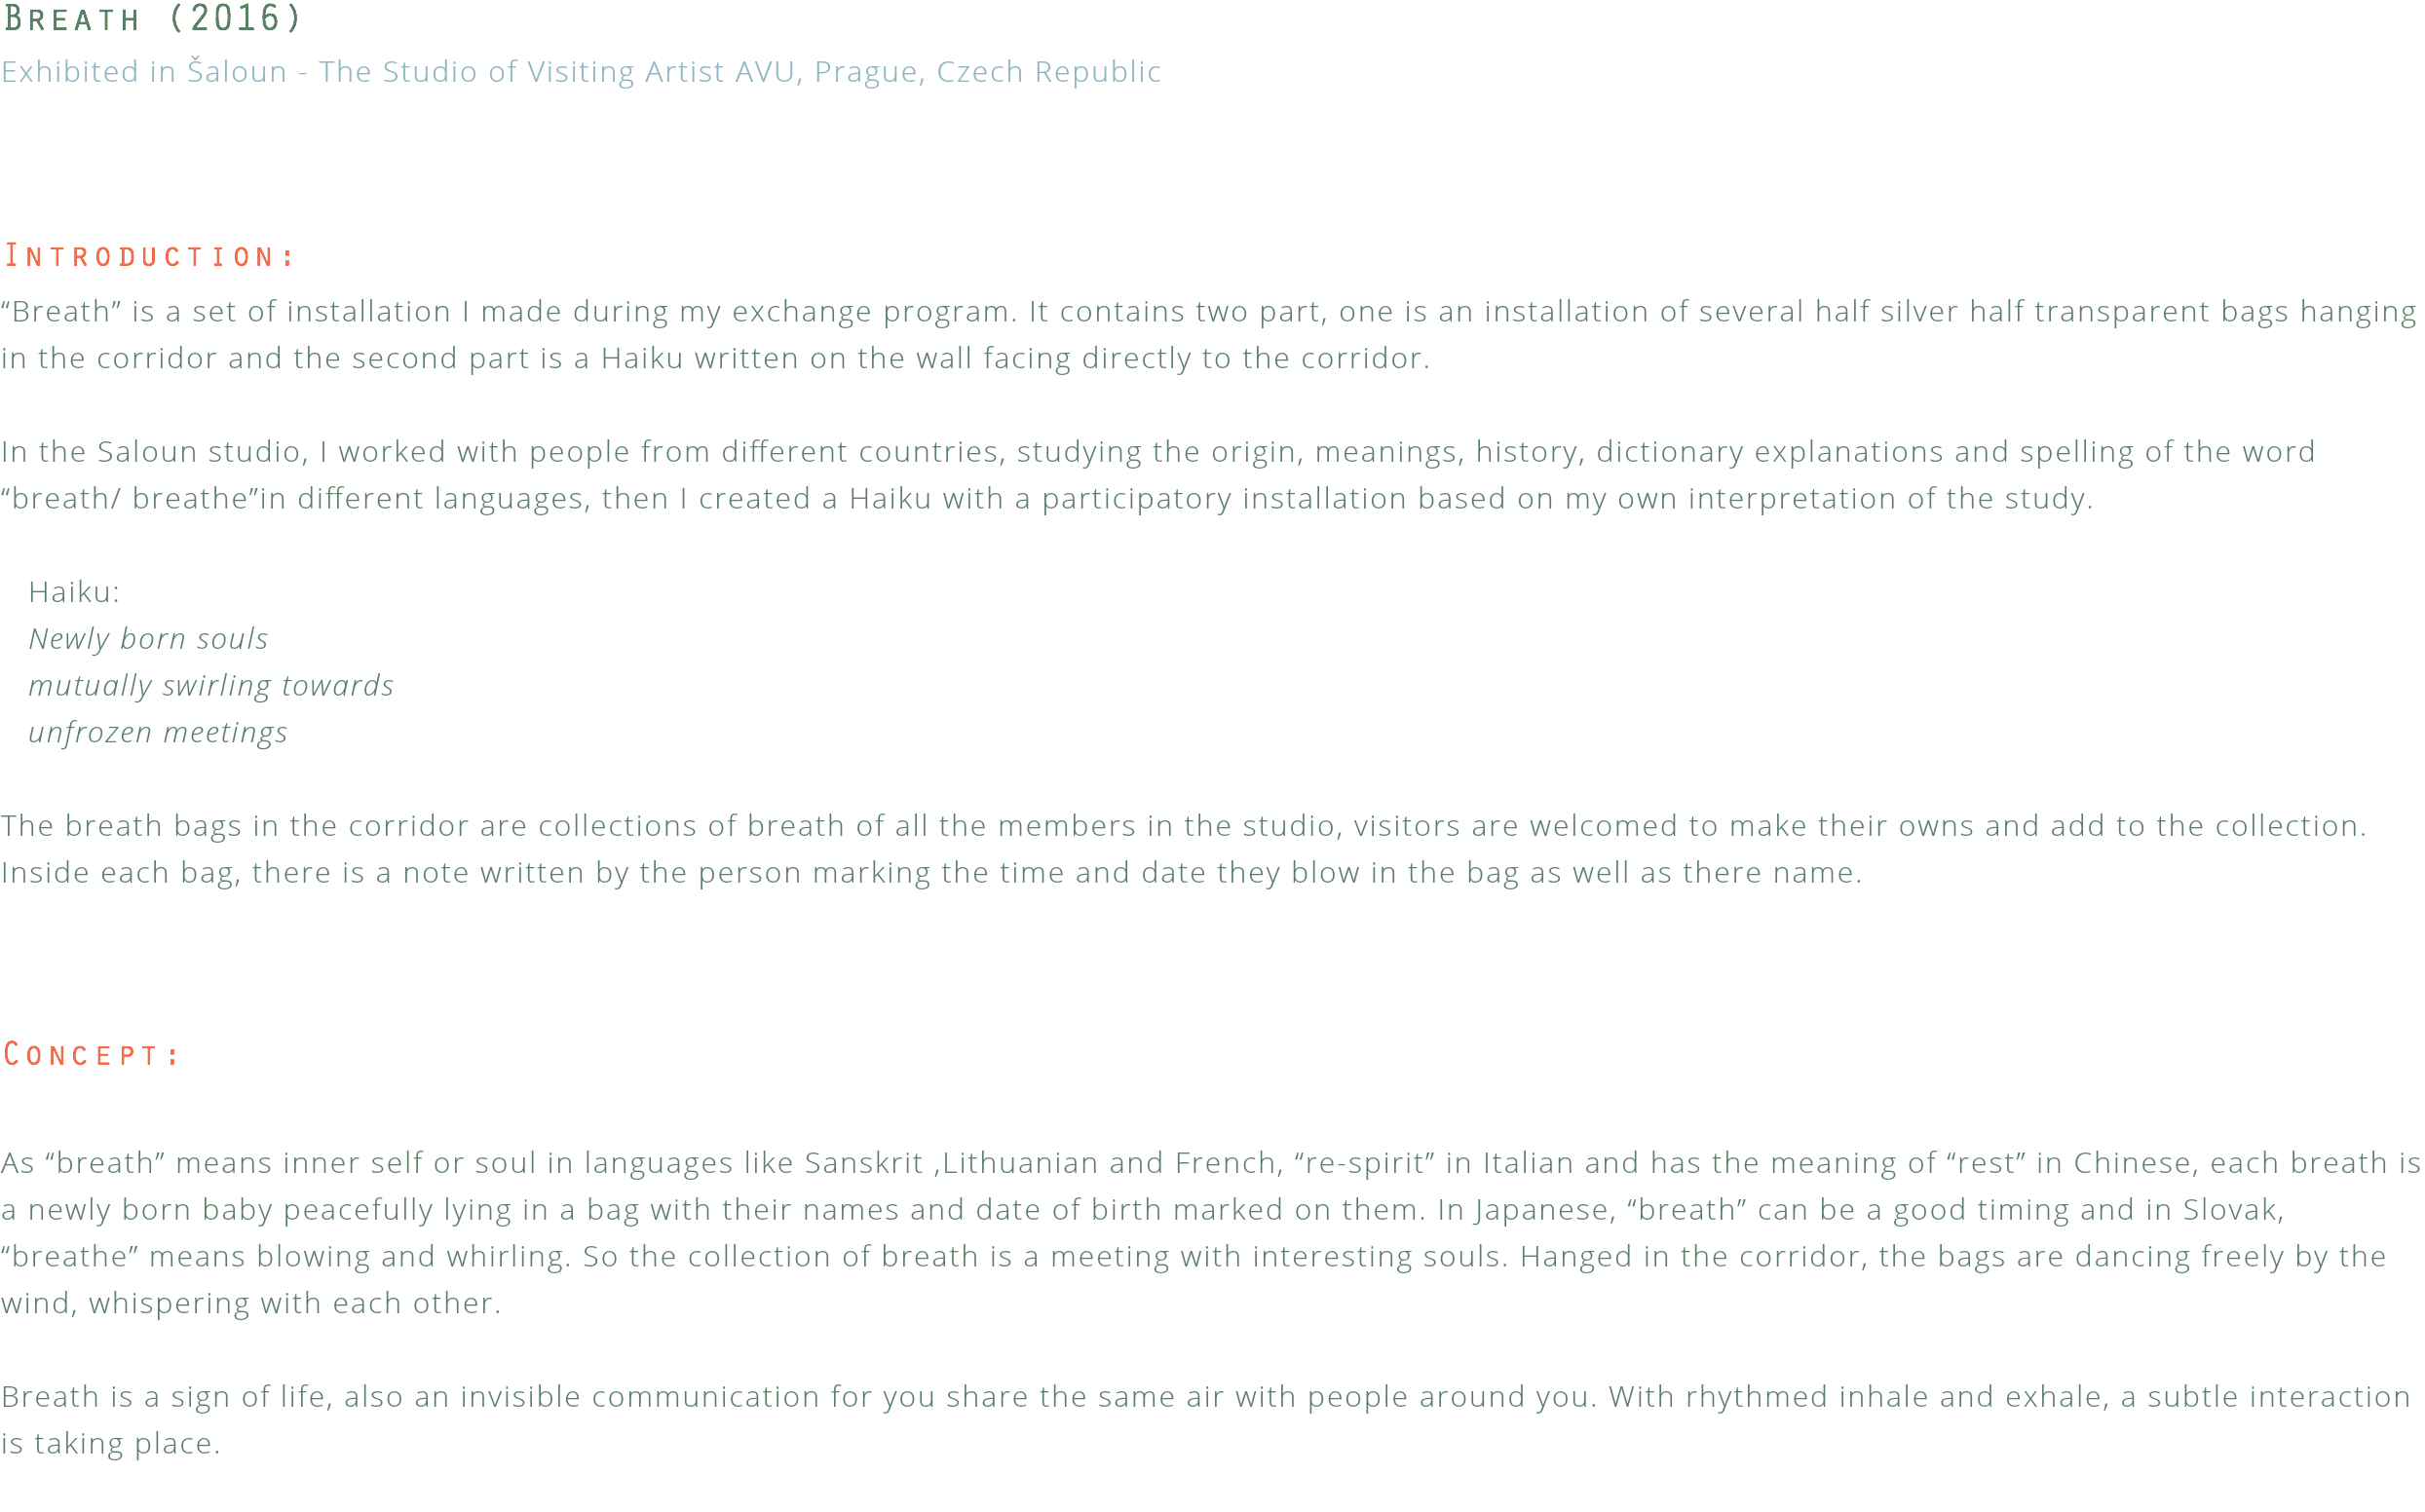 Breath (2016)
Exhibited in Šaloun - The Studio of Visiting Artist AVU, Prague, Czech Republic
Introduction:
“Breath” is a set of installation I made during my exchange program. It contains two part, one is an installation of several half silver half transparent bags hanging
in the corridor and the second part is a Haiku written on the wall facing directly to the corridor.
In the Saloun studio, I worked with people from different countries, studying the origin, meanings, history, dictionary explanations and spelling of the word
“breath/ breathe”in different languages, then I created a Haiku with a participatory installation based on my own interpretation of the study.
Haiku:
Newly born souls
mutually swirling towards
unfrozen meetings
The breath bags in the corridor are collections of breath of all the members in the studio, visitors are welcomed to make their owns and add to the collection.
Inside each bag, there is a note written by the person marking the time and date they blow in the bag as well as there name.
Concept:
As “breath” means inner self or soul in languages like Sanskrit ,Lithuanian and French, “re-spirit” in Italian and has the meaning of “rest” in Chinese, each breath is
a newly born baby peacefully lying in a bag with their names and date of birth marked on them. In Japanese, “breath” can be a good timing and in Slovak,
“breathe” means blowing and whirling. So the collection of breath is a meeting with interesting souls. Hanged in the corridor, the bags are dancing freely by the
wind, whispering with each other.
Breath is a sign of life, also an invisible communication for you share the same air with people around you. With rhythmed inhale and exhale, a subtle interaction
is taking place.